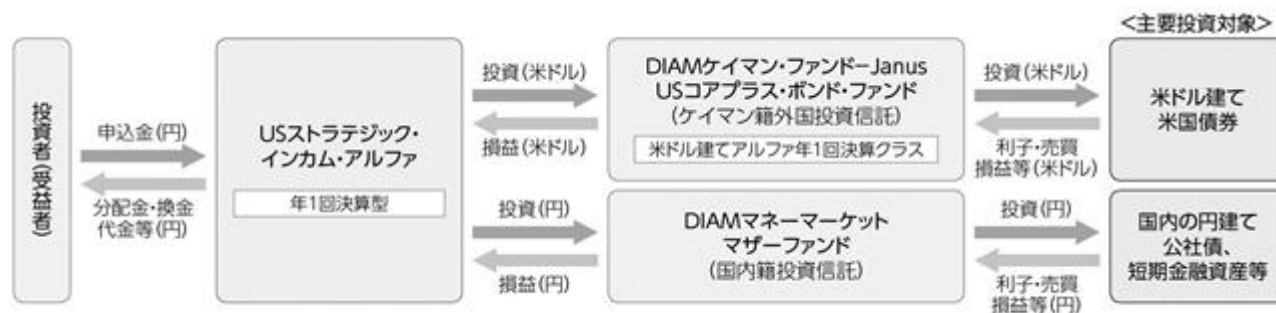 <主要投資対象>
投資者(受益者)
申込金(円)
分配金・換金
代金等(円)
USストラテジック・
インカム・アルファ
年1回決算型
投資(米ドル)
損益(米ドル)
DIAMケイマン・ファンドーJanus
USコアプラス・ボンド・ファンド
(ケイマン籍外国投資信託)
米ドル建てアルファ年1回決算クラス
投資(米ドル)
利子・売買
損益等(米ドル)
米ドル建て
米国債券
投資(円)
損益(円)
DIAMマネーマーケット
マザーファンド
(国内籍投資信託)
投資(円)
利子・売買
損益等(円)
国内の円建て
公社債、
短期金融資産等